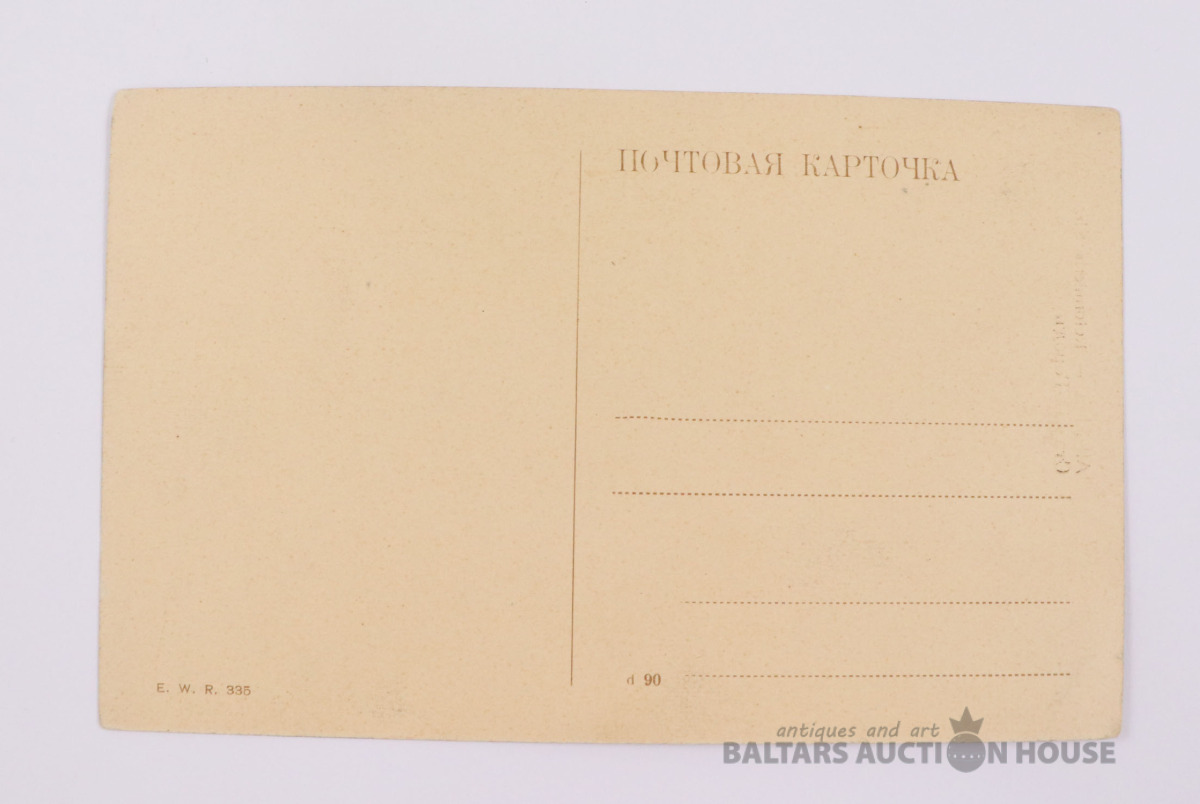 ПОЧТОВАЯ КАРТОЧКА
E. W. R. 335
d 90
antiques and art
BALTARS AUCTION HOUSE